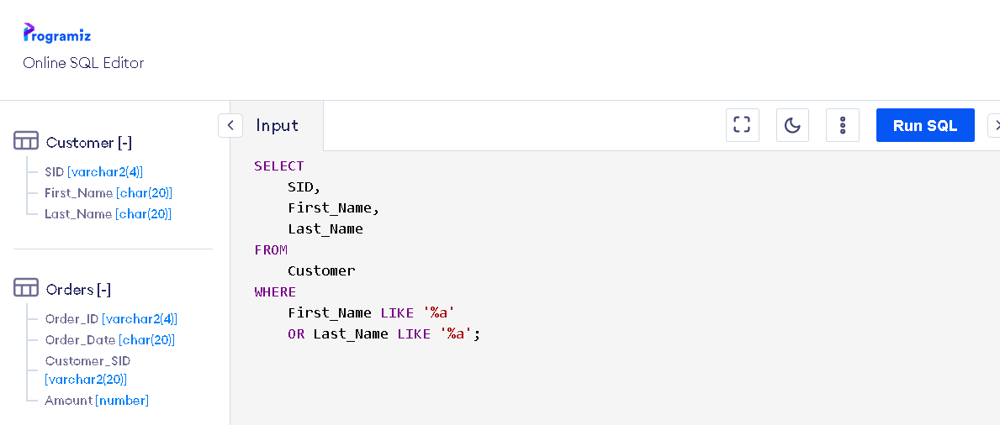 Programiz
Online SQL Editor
Customer [-]
SID [varchar2(4)]
First_Name [char(20)]
Last_Name [char(20)]
Orders [-]
Order_ID [varchar2(4)]
Order_Date [char(20)]
Customer_SID
[varchar2(20)]
Amount [number]
Input
Run SQL
SELECT
    SID,
    First_Name,
    Last_Name
FROM
    Customer
WHERE
    First_Name LIKE '%a'
    OR Last_Name LIKE '%a';